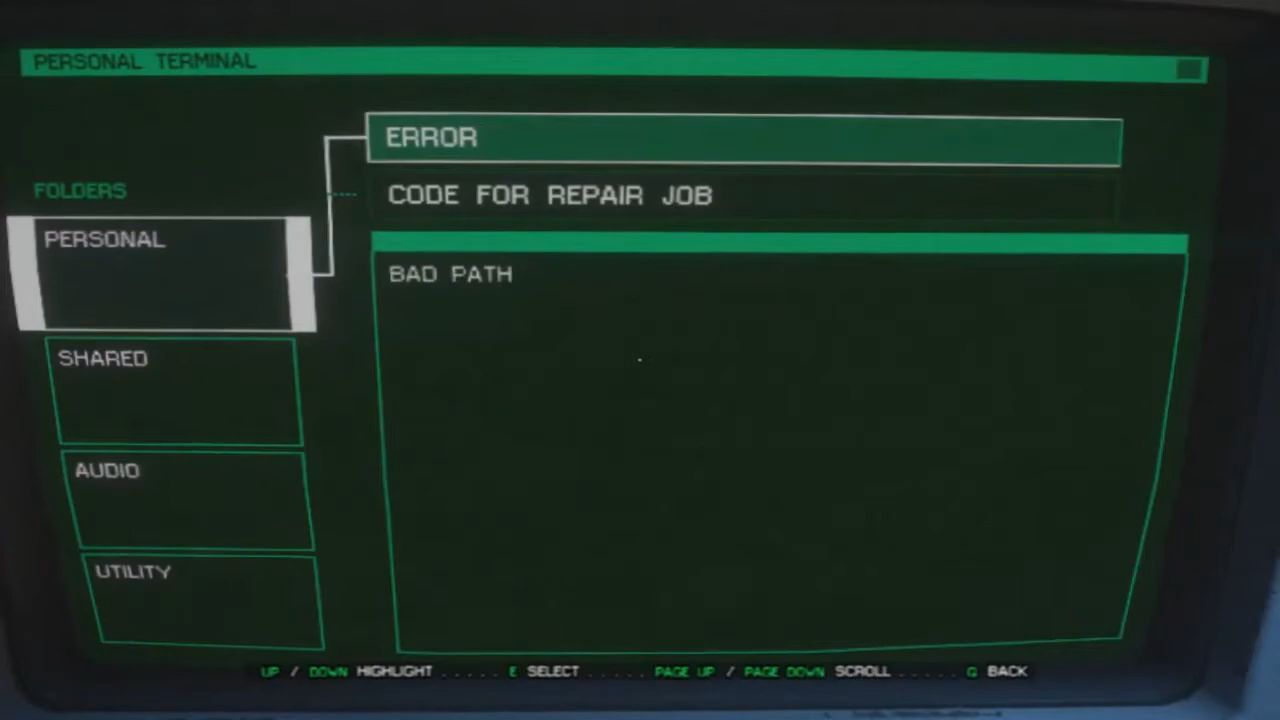 PERSONAL TERMINAL
FOLDERS
PERSONAL
SHARED
AUDIO
UTILITY
ERROR
CODE FOR REPAIR JOB
BAD PATH
UP / DOWN HIGHLIGHT ..... E SELECT ..... PAGE UP / PAGE DOWN SCROLL ..... Q BACK